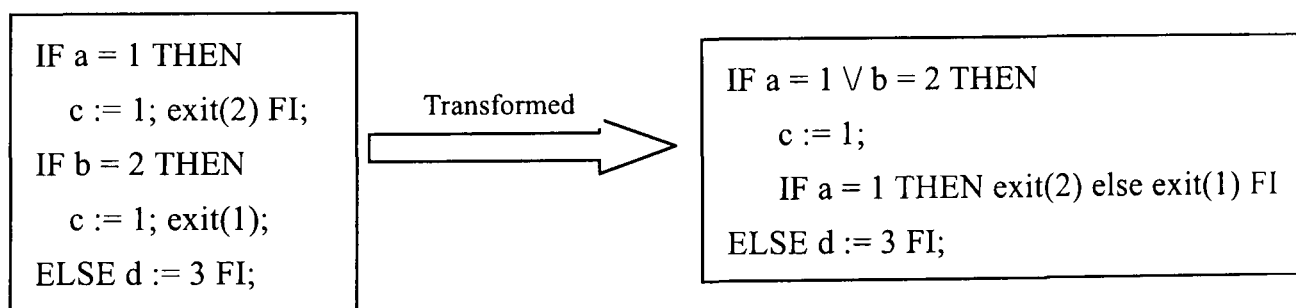 IF a = 1 THEN
c := 1; exit(2) FI;
IF b = 2 THEN
c := 1; exit(1);
ELSE d := 3 FI;
Transformed
IF a = 1 \/ b = 2 THEN
c := 1;
IF a = 1 THEN exit(2) else exit(1) FI
ELSE d := 3 FI;